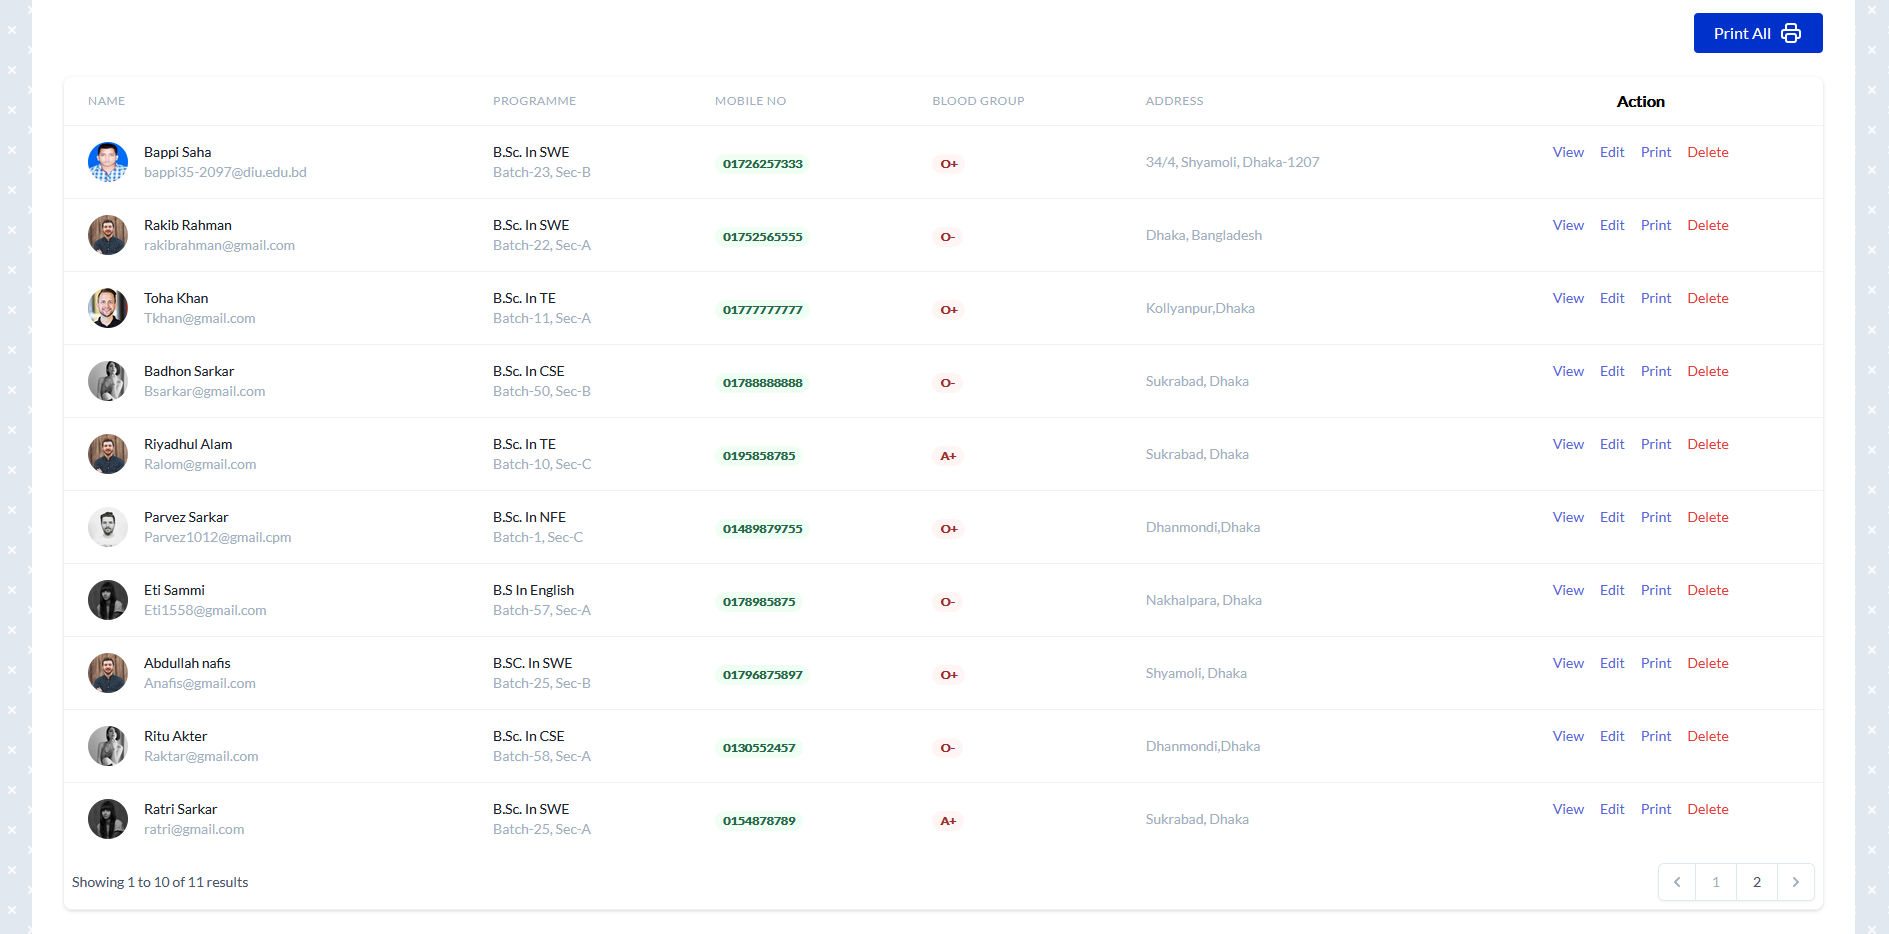 Print All
NAME PROGRAMME MOBILE NO BLOOD GROUP ADDRESS Action
Bappi Saha B.Sc. In SWE View Edit Print Delete
bappi35-2097@diu.edu.bd Batch-23, Sec-B 01726257333 O+ 34/4, Shyamoli, Dhaka-1207
Rakib Rahman B.Sc. In SWE View Edit Print Delete
rakibrahman@gmail.com Batch-22, Sec-A 01752565555 O- Dhaka, Bangladesh
Toha Khan B.Sc. In TE View Edit Print Delete
Tkhan@gmail.com Batch-11, Sec-A 01777777777 O+ Kollyanpur,Dhaka
Badhon Sarkar B.Sc. In CSE View Edit Print Delete
Bsarkar@gmail.com Batch-50, Sec-B 01788888888 O- Sukrabad, Dhaka
Riyadhul Alam B.Sc. In TE View Edit Print Delete
Ralom@gmail.com Batch-10, Sec-C 0195858785 A+ Sukrabad, Dhaka
Parvez Sarkar B.Sc. In NFE View Edit Print Delete
Parvez1012@gmail.cpm Batch-1, Sec-C 01489879755 O+ Dhanmondi,Dhaka
Eti Sammi B.S In English View Edit Print Delete
Eti1558@gmail.com Batch-57, Sec-A 0178985875 O- Nakhalpara, Dhaka
Abdullah nafis B.SC. In SWE View Edit Print Delete
Anafis@gmail.com Batch-25, Sec-B 01796875897 O+ Shyamoli, Dhaka
Ritu Akter B.Sc. In CSE View Edit Print Delete
Raktar@gmail.com Batch-58, Sec-A 0130552457 O- Dhanmondi,Dhaka
Ratri Sarkar B.Sc. In SWE View Edit Print Delete
ratri@gmail.com Batch-25, Sec-A 0154878789 A+ Sukrabad, Dhaka
Showing 1 to 10 of 11 results 1 2